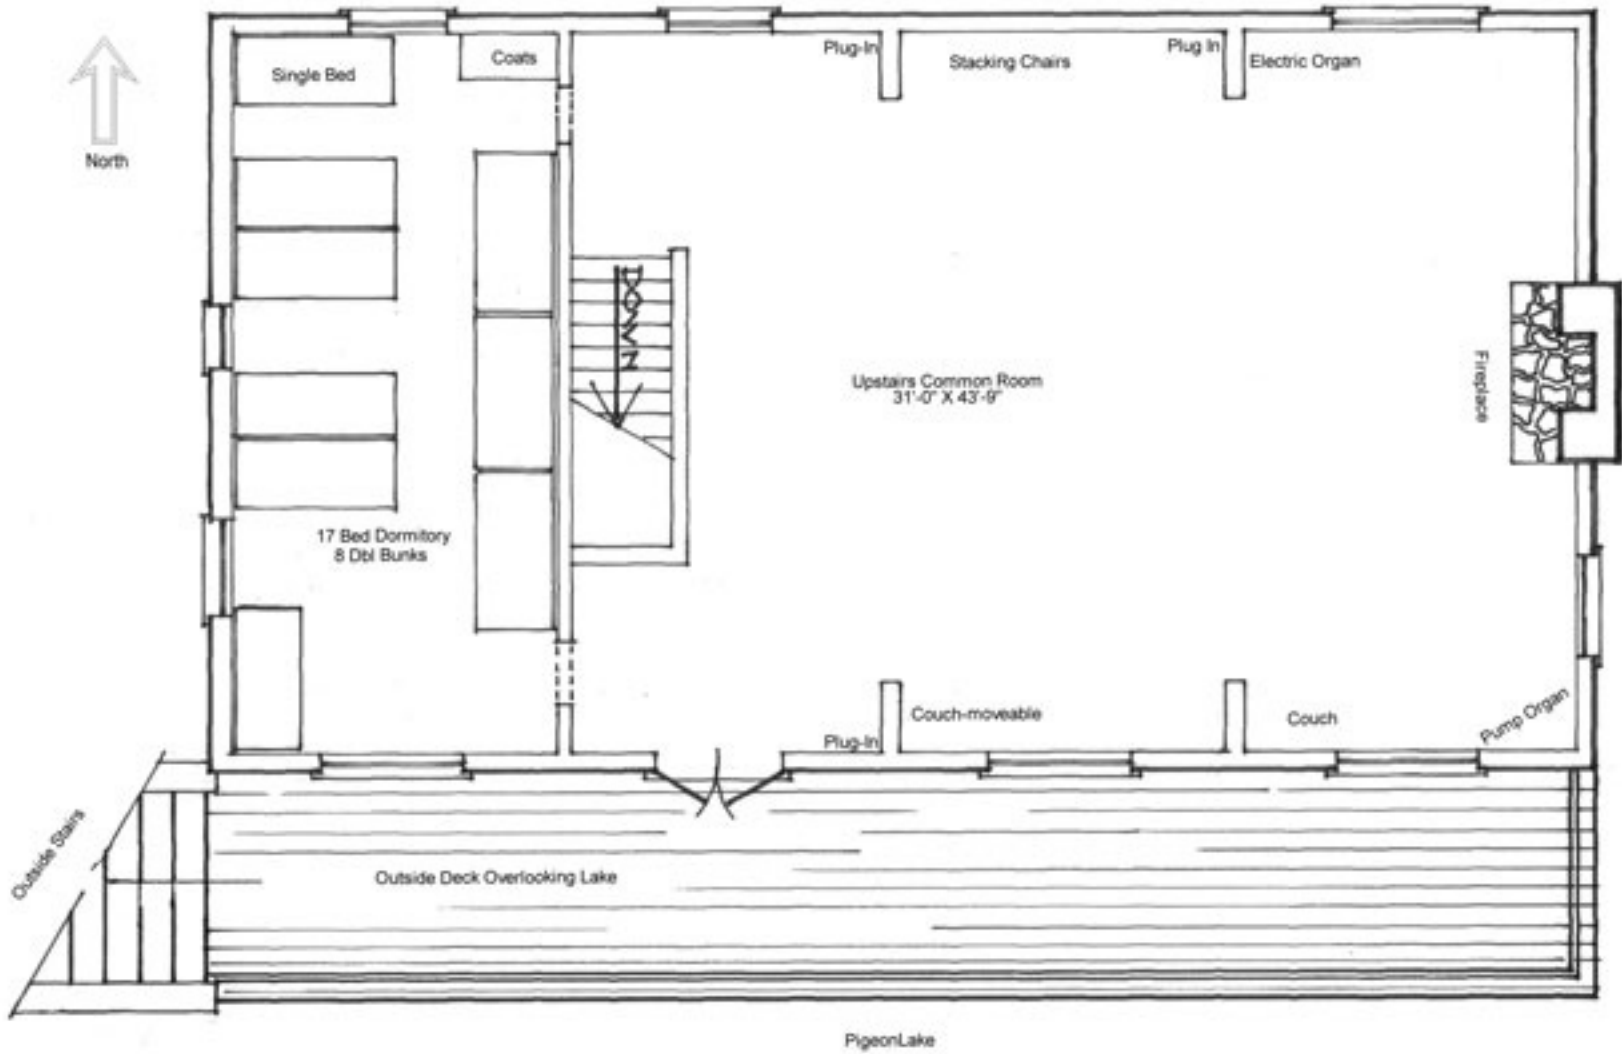 Plug-In
Plug In
Coats
Stacking Chairs
Electric Organ
Single Bed
North
DOWN
Upstairs Common Room
31'-0" X 43'-9"
Fireplace
17 Bed Dormitory
8 Dbl Bunks
Couch-moveable
Couch
Pump Organ
Plug-In
Outside Stairs
Outside Deck Overlooking Lake
PigeonLake